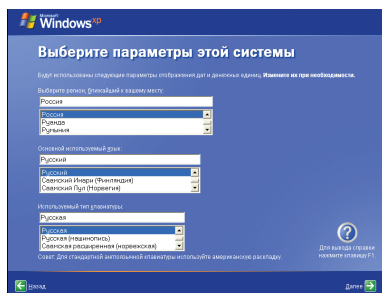 Microsoft
Windows xp
Выберите параметры этой системы
Будут использованы следующие параметры отображения дат и денежных единиц. Измените их при необходимости.
Выберите регион, ближайший к вашему месту:
Россия
Россия
Руанда
Румыния
Основной используемый язык:
Русский
Русский
Саамский Инари (Финляндия)
Саамский Луле (Норвегия)
Используемый тип клавиатуры:
Русская
Русская
Русская (машинопись)
Саамская расширенная (норвежская)
Совет. Для стандартной англоязычной клавиатуры используйте американскую раскладку.
Для вывода справки
нажмите клавишу F1.
Назад
Далее